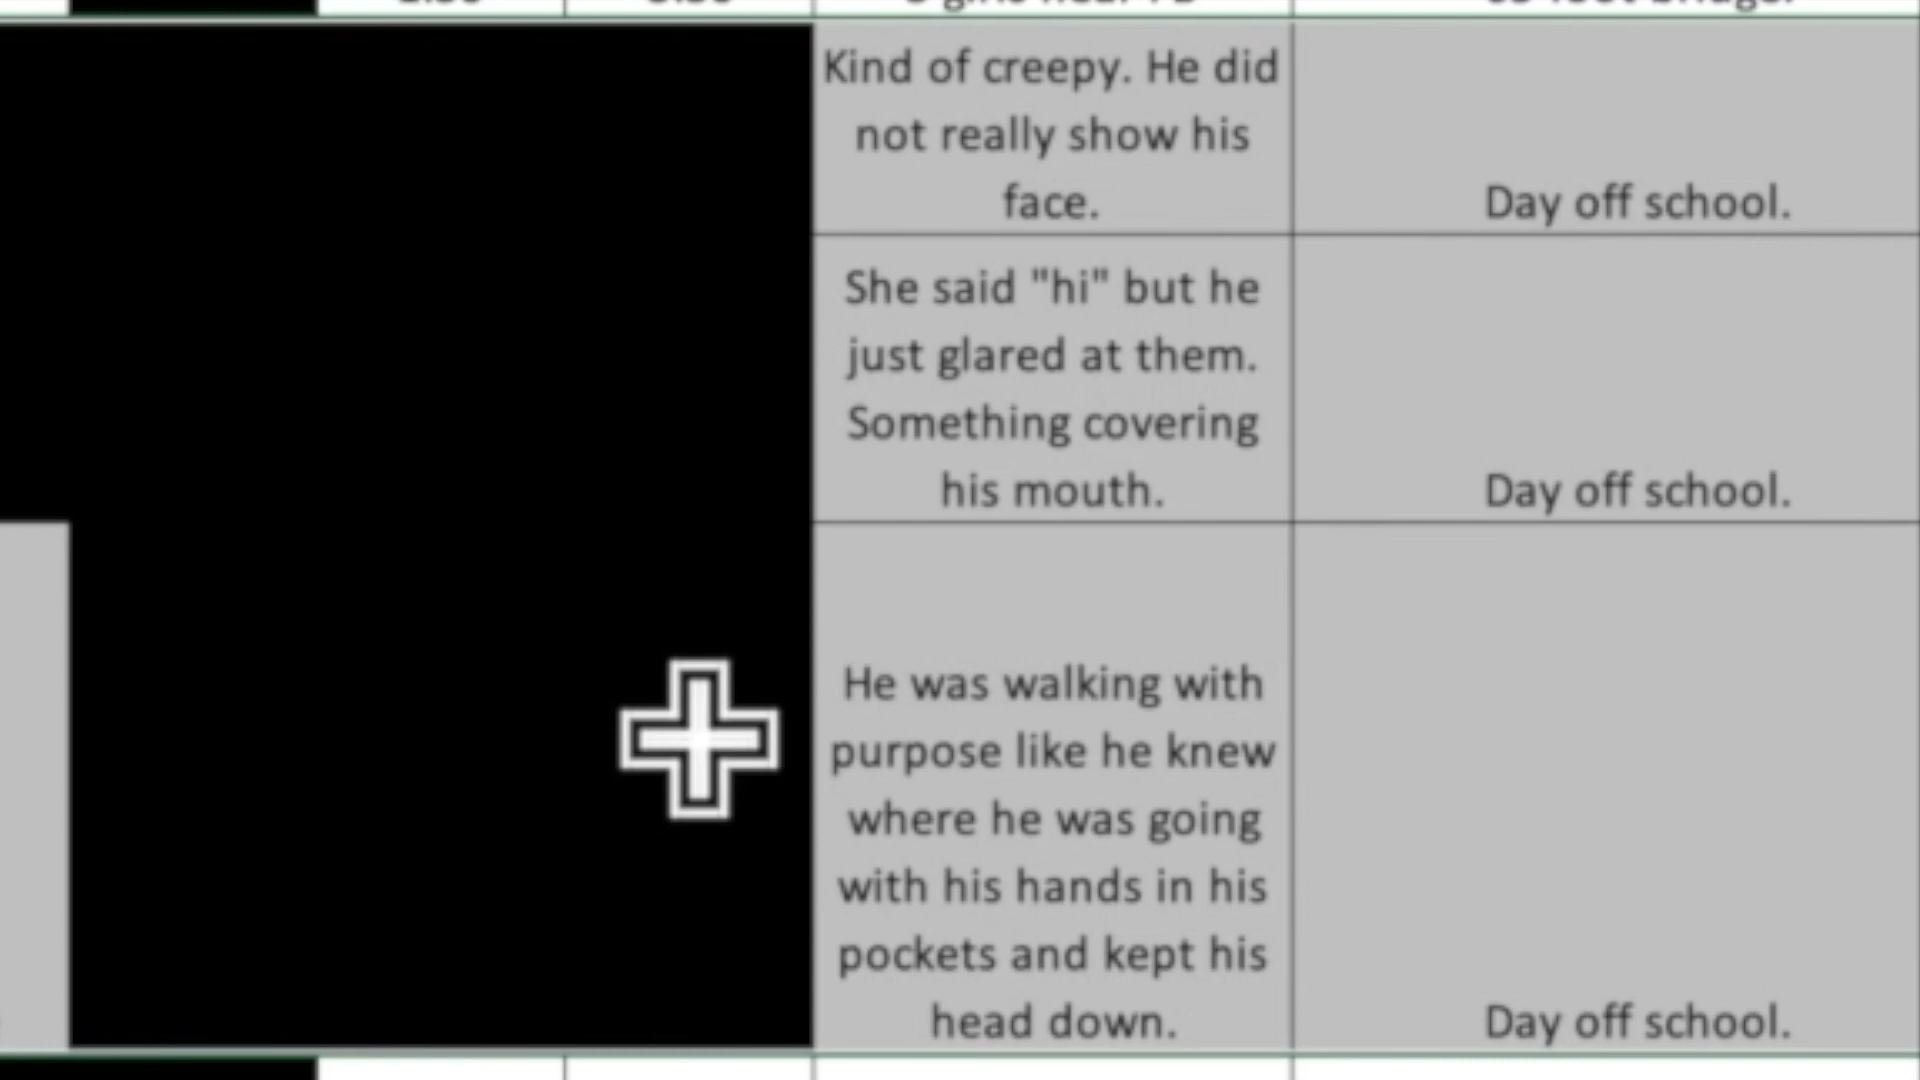 Kind of creepy. He did
not really show his
face.
Day off school.
She said "hi" but he
just glared at them.
Something covering
his mouth.
Day off school.
He was walking with
purpose like he knew
where he was going
with his hands in his
pockets and kept his
head down.
Day off school.